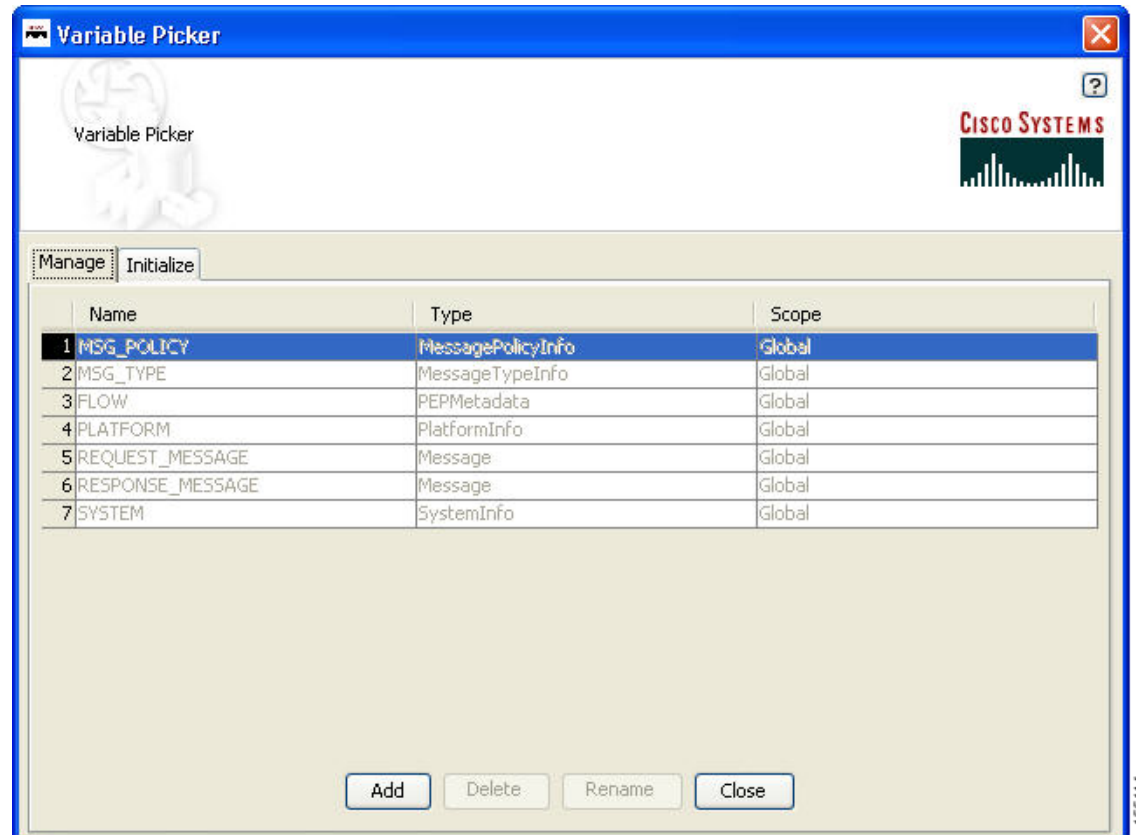 Variable Picker
?
Variable Picker
CISCO SYSTEMS
Manage Initialize
Name Type Scope
1 MSG_POLICY MessagePolicyInfo Global
2 MSG_TYPE MessageTypeInfo Global
3 FLOW PEPMetadata Global
4 PLATFORM PlatformInfo Global
5 REQUEST_MESSAGE Message Global
6 RESPONSE_MESSAGE Message Global
7 SYSTEM SystemInfo Global
Add Delete Rename Close